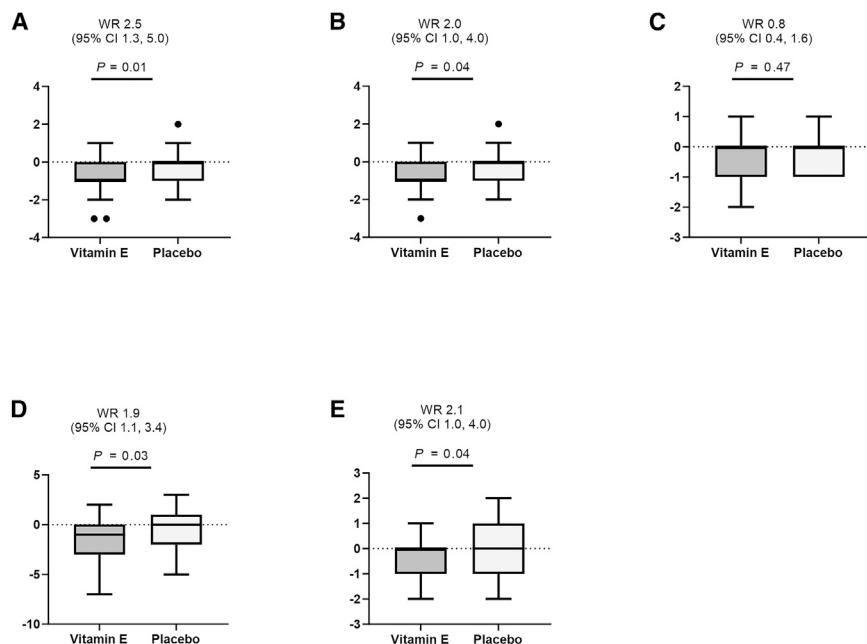 A
WR 2.5
(95% CI 1.3, 5.0)
P = 0.01
4
2
0
-2
-4
Vitamin E Placebo
B
WR 2.0
(95% CI 1.0, 4.0)
P = 0.04
4
2
0
-2
-4
Vitamin E Placebo
C
WR 0.8
(95% CI 0.4, 1.6)
P = 0.47
2
1
0
-1
-2
-3
Vitamin E Placebo
D
WR 1.9
(95% CI 1.1, 3.4)
P = 0.03
5
0
-5
-10
Vitamin E Placebo
E
WR 2.1
(95% CI 1.0, 4.0)
P = 0.04
3
2
1
0
-1
-2
-3
Vitamin E Placebo